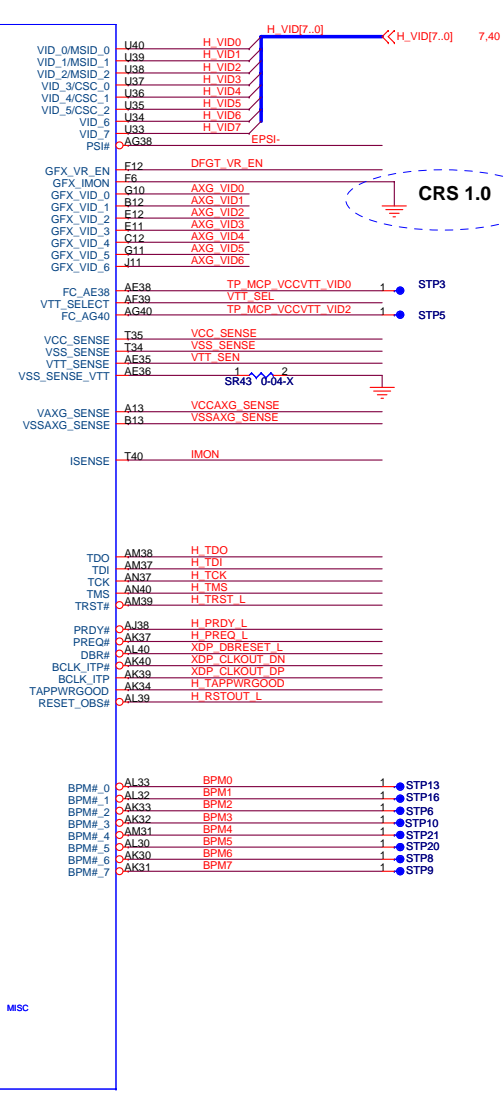 H_VID[7..0]
H_VID[7..0] 7,40
VID_0/MSID_0 U40 H_VID0
VID_1/MSID_1 U39 H_VID1
VID_2/MSID_2 U38 H_VID2
VID_3/CSC_0 U37 H_VID3
VID_4/CSC_1 U36 H_VID4
VID_5/CSC_2 U35 H_VID5
VID_6 U34 H_VID6
VID_7 U33 H_VID7
PSI# AG38 EPSI-
GFX_VR_EN F12 DFGT_VR_EN
GFX_IMON F6
CRS 1.0
GFX_VID_0 G10 AXG_VID0
GFX_VID_1 B12 AXG_VID1
GFX_VID_2 E12 AXG_VID2
GFX_VID_3 E11 AXG_VID3
GFX_VID_4 C12 AXG_VID4
GFX_VID_5 G11 AXG_VID5
GFX_VID_6 J11 AXG_VID6
FC_AE38 AE38 TP_MCP_VCCVTT_VID0 1 STP3
VTT_SELECT AF39 VTT_SEL
FC_AG40 AG40 TP_MCP_VCCVTT_VID2 1 STP5
VCC_SENSE T35 VCC_SENSE
VSS_SENSE T34 VSS_SENSE
VTT_SENSE AE35 VTT_SEN
VSS_SENSE_VTT AE36 1 2
SR43 0-04-X
VAXG_SENSE A13 VCCAXG_SENSE
VSSAXG_SENSE B13 VSSAXG_SENSE
ISENSE T40 IMON
TDO AM38 H_TDO
TDI AM37 H_TDI
TCK AN37 H_TCK
TMS AN40 H_TMS
TRST# AM39 H_TRST_L
PRDY# AJ38 H_PRDY_L
PREQ# AK37 H_PREQ_L
DBR# AL40 XDP_DBRESET_L
BCLK_ITP# AK40 XDP_CLKOUT_DN
BCLK_ITP AK39 XDP_CLKOUT_DP
TAPPWRGOOD AK34 H_TAPPWRGOOD
RESET_OBS# AL39 H_RSTOUT_L
BPM#_0 AL33 BPM0 1 STP13
BPM#_1 AL32 BPM1 1 STP16
BPM#_2 AK33 BPM2 1 STP6
BPM#_3 AK32 BPM3 1 STP10
BPM#_4 AM31 BPM4 1 STP21
BPM#_5 AL30 BPM5 1 STP20
BPM#_6 AK30 BPM6 1 STP8
BPM#_7 AK31 BPM7 1 STP9
MISC